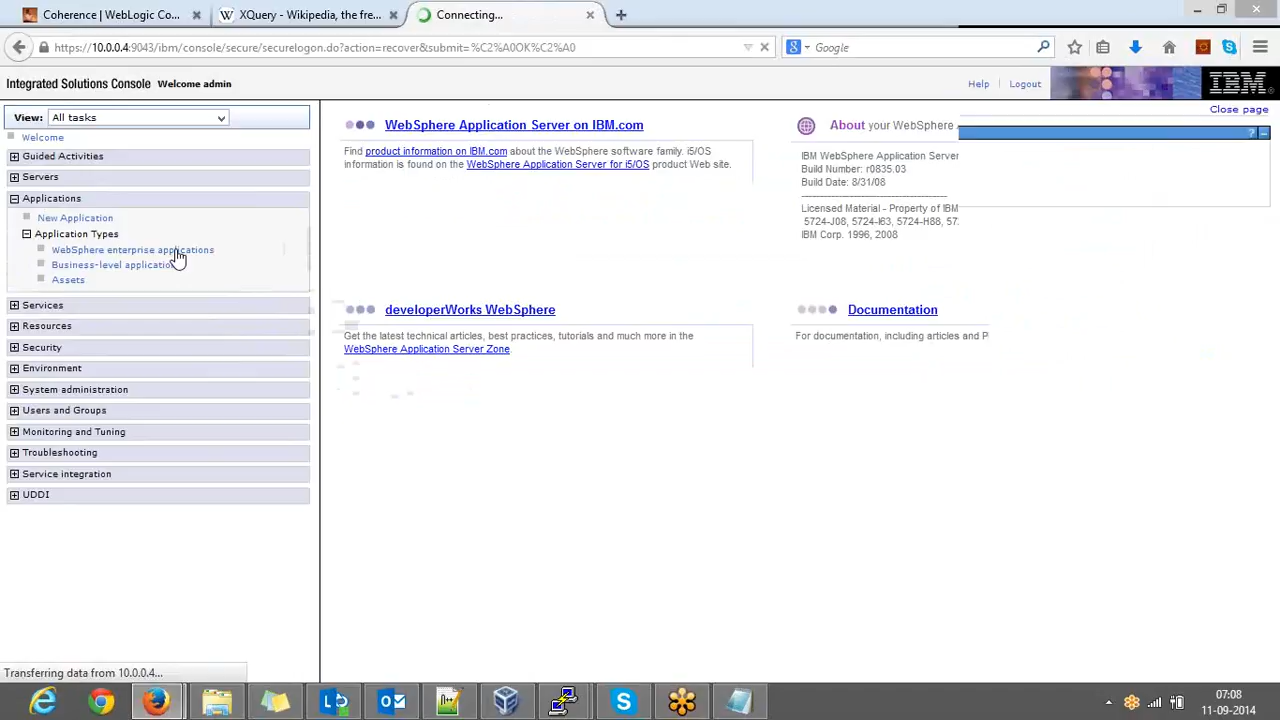 Coherence | WebLogic Co...
XQuery - Wikipedia, the fre...
Connecting...
https://10.0.0.4:9043/ibm/console/secure/securelogon.do?action=recover&submit=%C2%A0OK%C2%A0
Google
Integrated Solutions Console Welcome admin
Help | Logout
IBM
View: All tasks
Close page
Welcome
Guided Activities
Servers
Applications
New Application
Application Types
WebSphere enterprise applications
Business-level applicatio
Assets
Services
Resources
Security
Environment
System administration
Users and Groups
Monitoring and Tuning
Troubleshooting
Service integration
UDDI
WebSphere Application Server on IBM.com
Find product information on IBM.com about the WebSphere software family. i5/OS
information is found on the WebSphere Application Server for i5/OS product Web site.
About your WebSphere
IBM WebSphere Application Server
Build Number: r0835.03
Build Date: 8/31/08
Licensed Material - Property of IBM
5724-J08, 5724-I63, 5724-H88, 57
IBM Corp. 1996, 2008
developerWorks WebSphere
Get the latest technical articles, best practices, tutorials and much more in the
WebSphere Application Server Zone.
Documentation
For documentation, including articles and P
Transferring data from 10.0.0.4...
07:08
11-09-2014